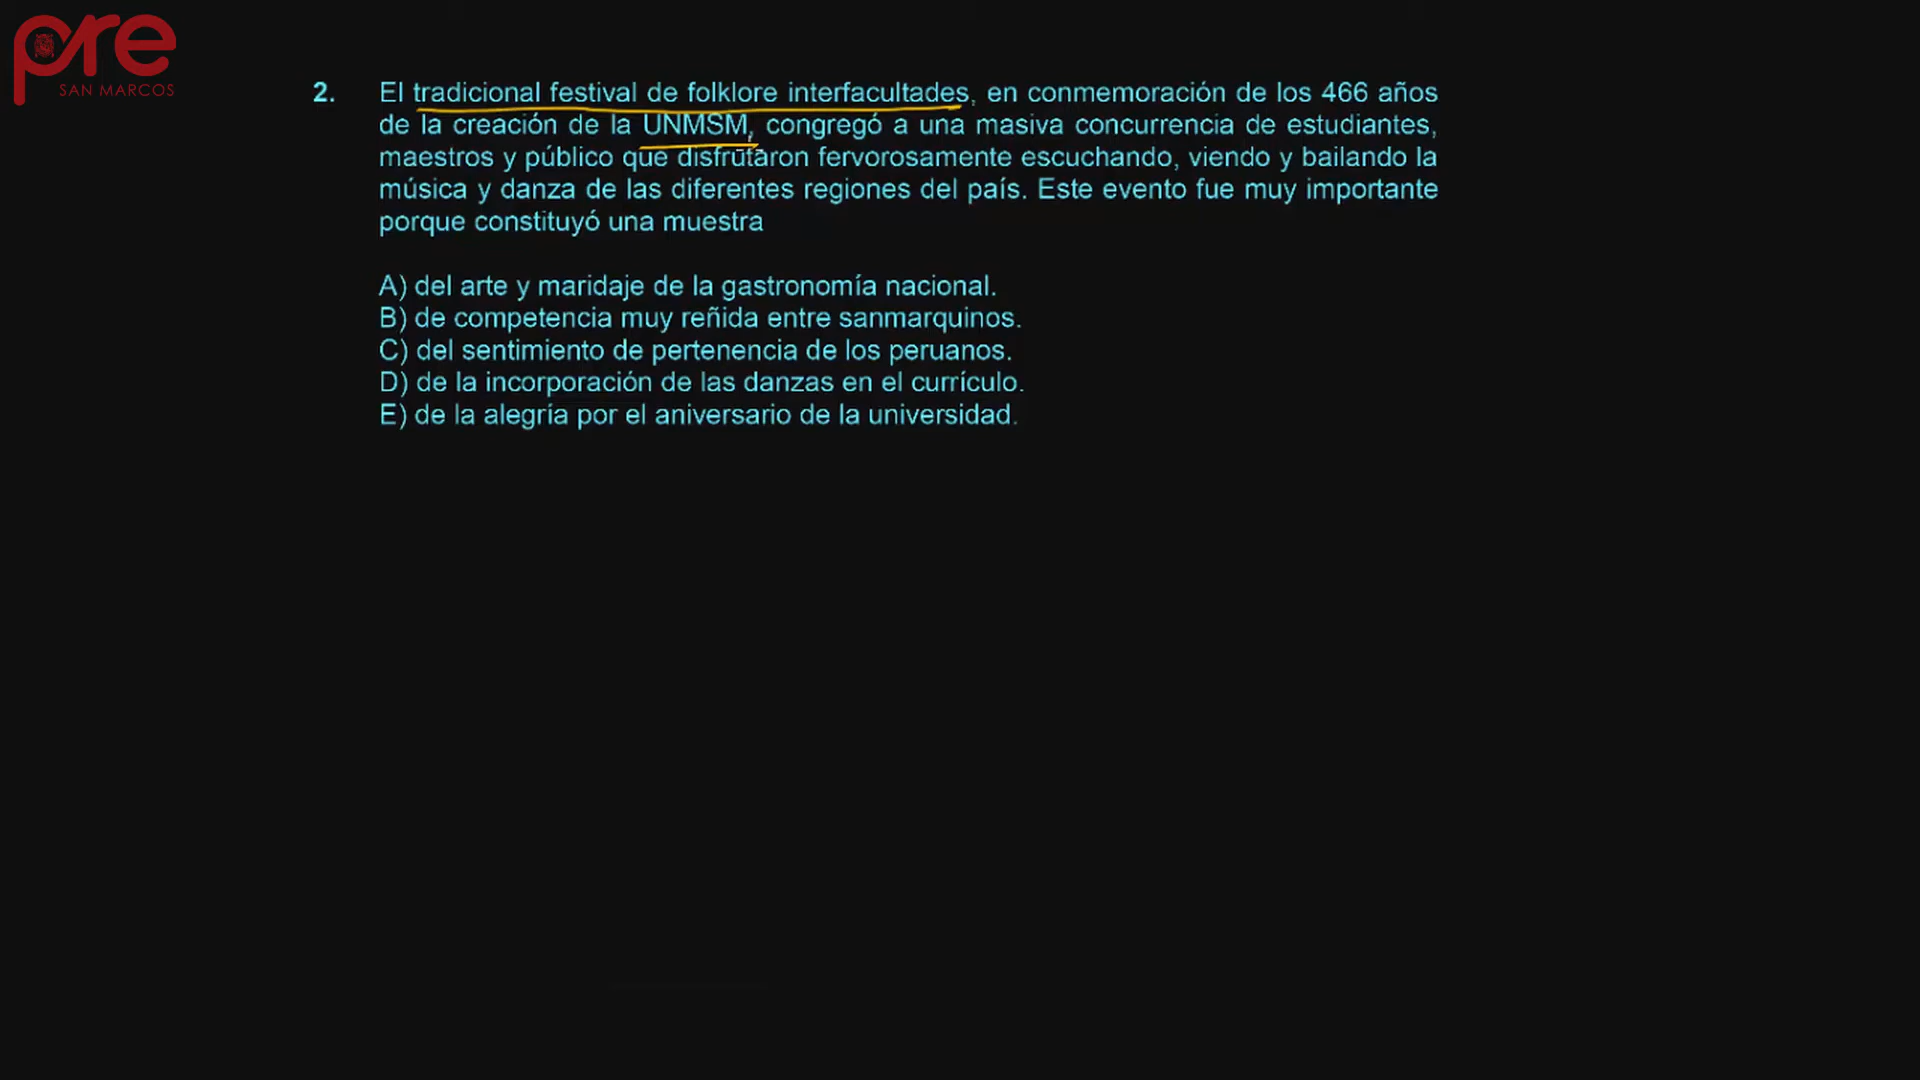 pre
SAN MARCOS
2. El tradicional festival de folklore interfacultades, en conmemoración de los 466 años
de la creación de la UNMSM, congregó a una masiva concurrencia de estudiantes,
maestros y público que disfrutaron fervorosamente escuchando, viendo y bailando la
música y danza de las diferentes regiones del país. Este evento fue muy importante
porque constituyó una muestra
A) del arte y maridaje de la gastronomía nacional.
B) de competencia muy reñida entre sanmarquinos.
C) del sentimiento de pertenencia de los peruanos.
D) de la incorporación de las danzas en el currículo.
E) de la alegría por el aniversario de la universidad.